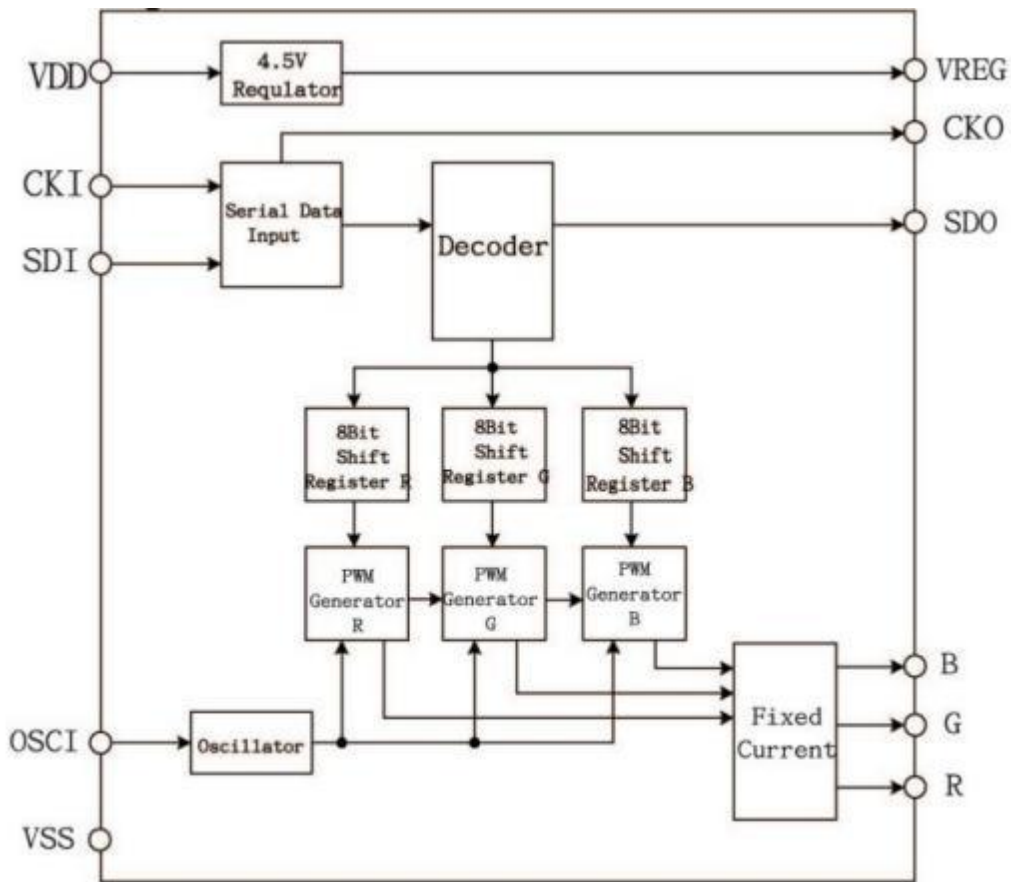 4.5V
Requlator
VDD
VREG
CKO
CKI
Serial Data
Input
SDI
Decoder
SDO
8Bit
Shift
Register R
8Bit
Shift
Register G
8Bit
Shift
Register B
PWM
Generator
R
PWM
Generator
G
PWM
Generator
B
B
Fixed
Current
G
R
OSCI
Oscillator
VSS